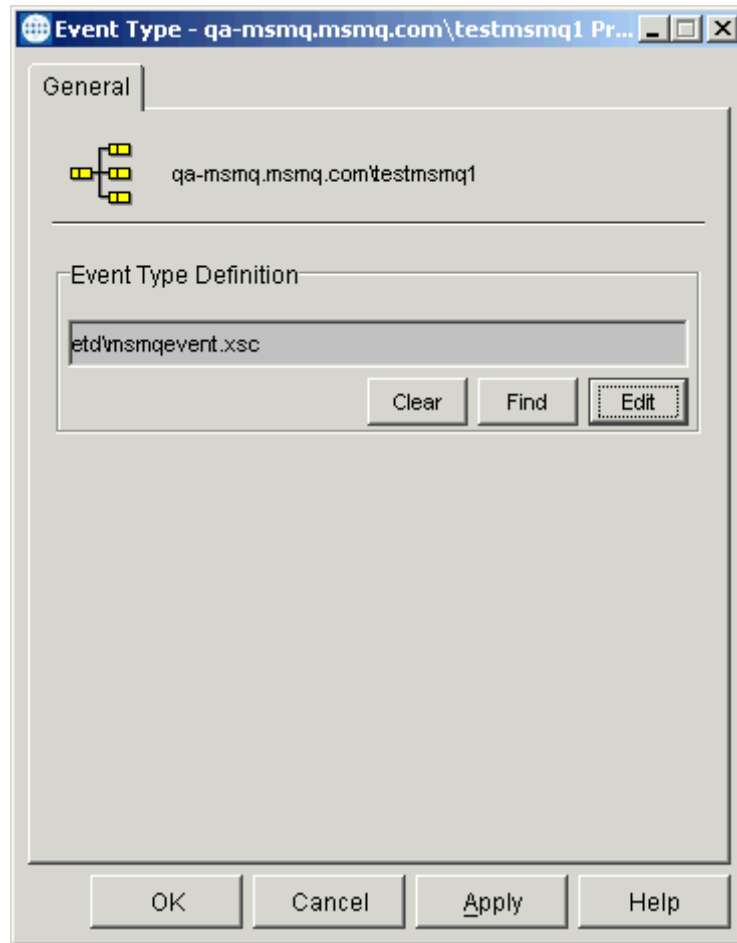 Event Type - qa-msmq.msmq.com\testmsmq1 Pr...
General
qa-msmq.msmq.com\testmsmq1
Event Type Definition
etd\msmqevent.xsc
Clear Find Edit
OK Cancel Apply Help